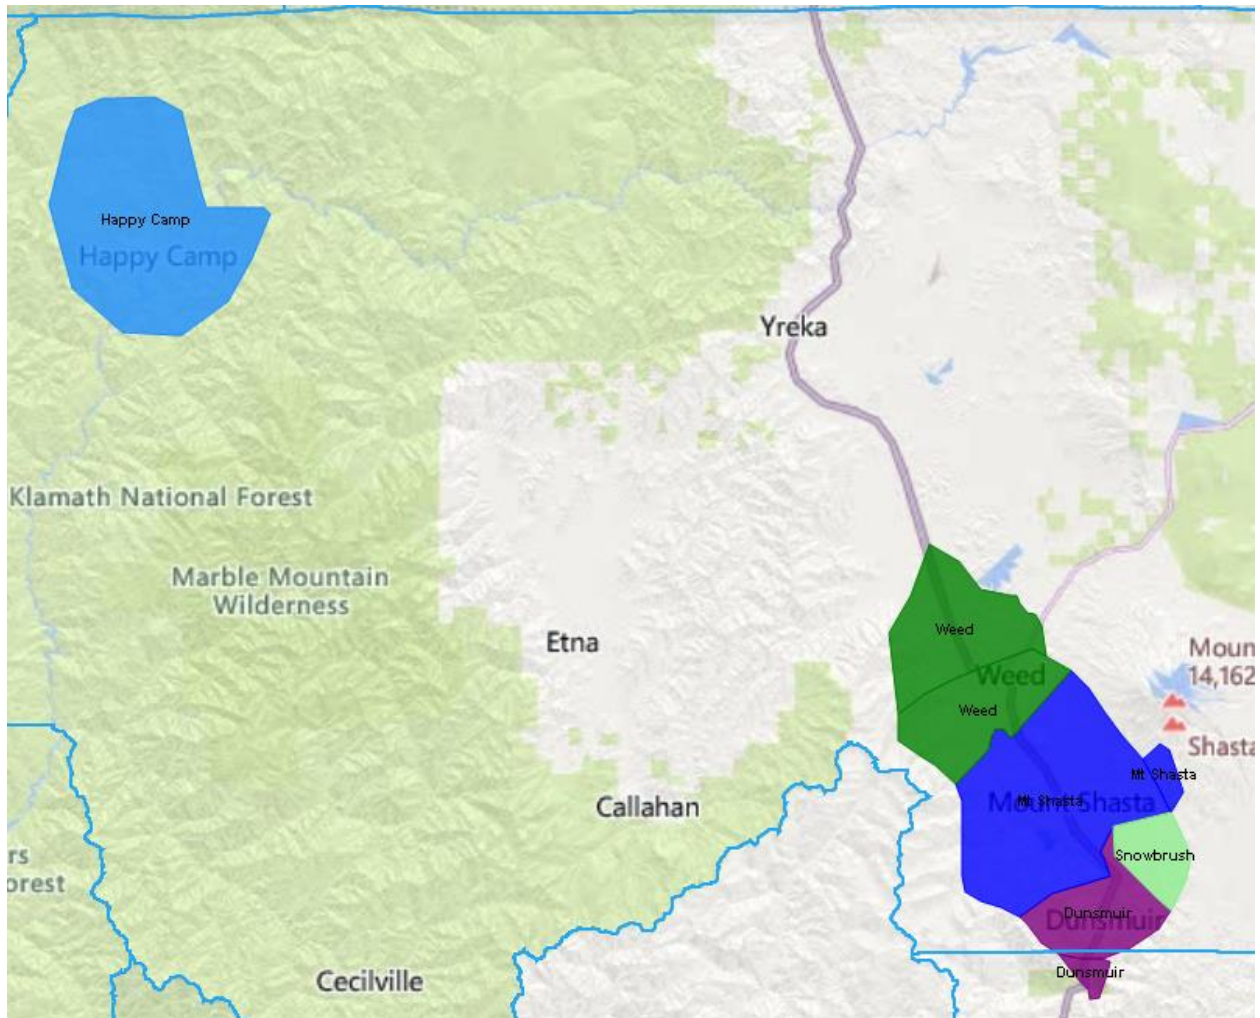 Happy Camp
Happy Camp
Yreka
Klamath National Forest
Marble Mountain
Wilderness
Etna
Weed
Weed
Weed
Moun
14,162
Shasta
Mt Shasta
Mt Shasta
Mount Shasta
Callahan
rs
orest
Snowbrush
Dunsmuir
Dunsmuir
Dunsmuir
Cecilville